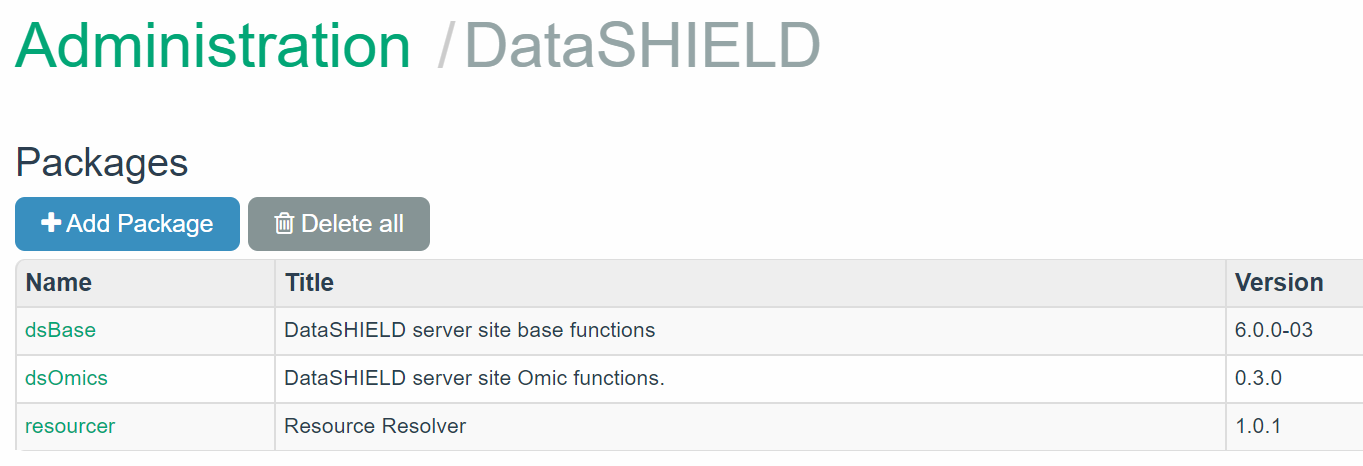 Administration / DataSHIELD
Packages
Add Package Delete all
Name Title Version
dsBase DataSHIELD server site base functions 6.0.0-03
dsOmics DataSHIELD server site Omic functions. 0.3.0
resourcer Resource Resolver 1.0.1